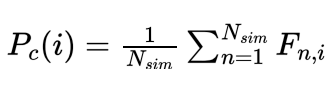 P_c(i) = \frac{1}{N_{sim}} \sum_{n=1}^{N_{sim}} F_{n,i}